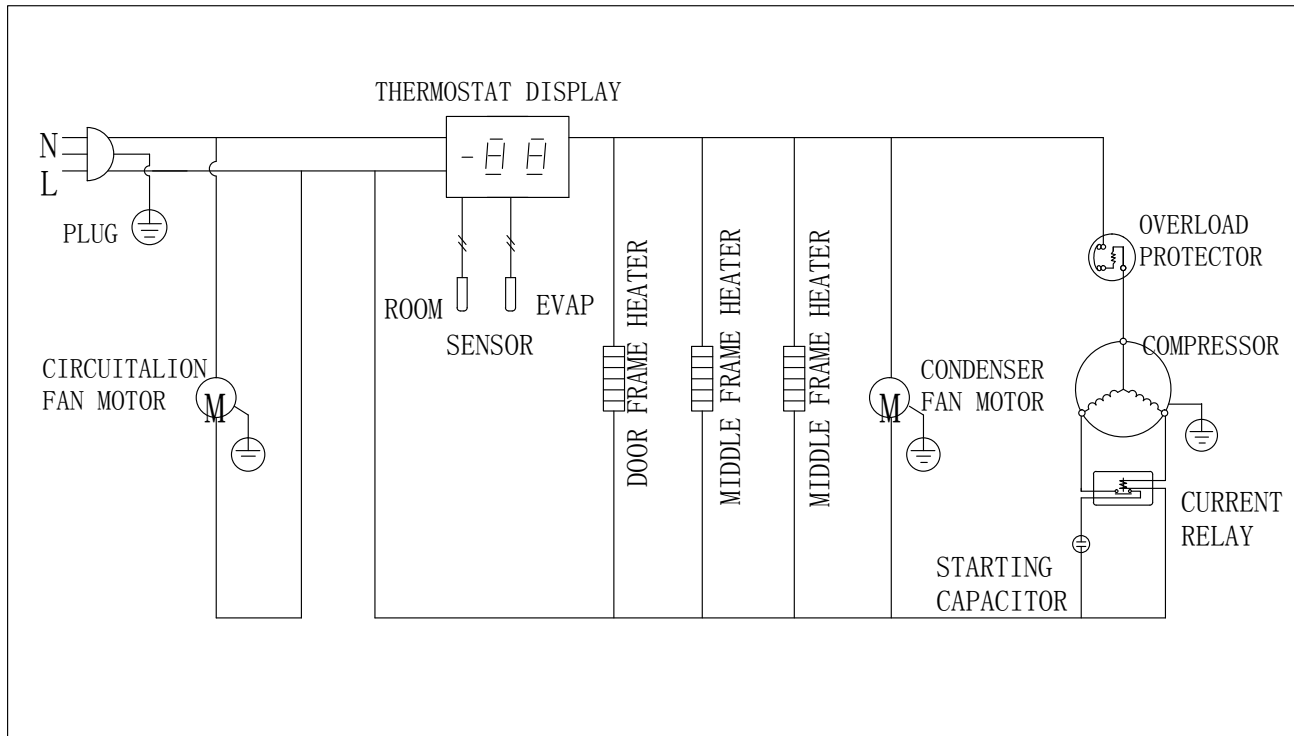 THERMOSTAT DISPLAY
N
L
PLUG
ROOM
EVAP
SENSOR
OVERLOAD
PROTECTOR
CIRCUITALION
FAN MOTOR
M
DOOR FRAME HEATER
MIDDLE FRAME HEATER
MIDDLE FRAME HEATER
CONDENSER
FAN MOTOR
M
COMPRESSOR
CURRENT
RELAY
STARTING
CAPACITOR